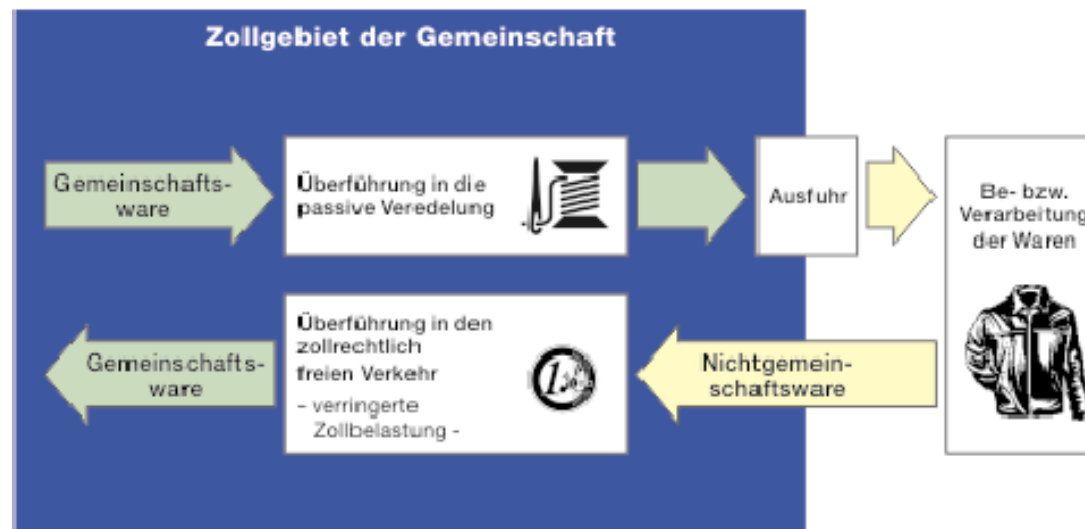 Zollgebiet der Gemeinschaft
Gemeinschafts-
ware
Überführung in die
passive Veredelung
Ausfuhr
Be- bzw.
Verarbeitung
der Waren
Überführung in den
zollrechtlich
freien Verkehr
- verringerte
Zollbelastung -
1%
Gemeinschafts-
ware
Nichtgemein-
schaftsware